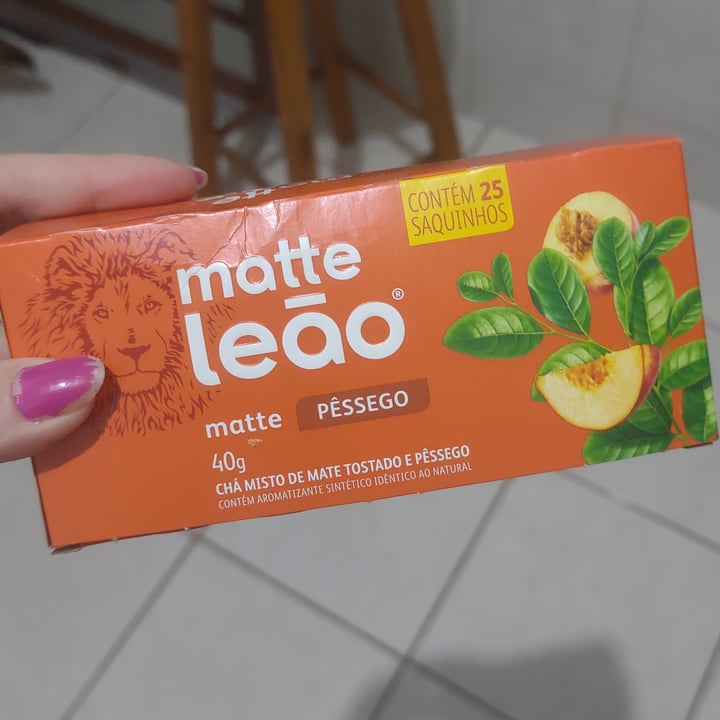 CONTÉM 25
SAQUINHOS
matte
leão®
matte PÊSSEGO
40g
CHÁ MISTO DE MATE TOSTADO E PÊSSEGO
CONTÉM AROMATIZANTE SINTÉTICO IDÊNTICO AO NATURAL